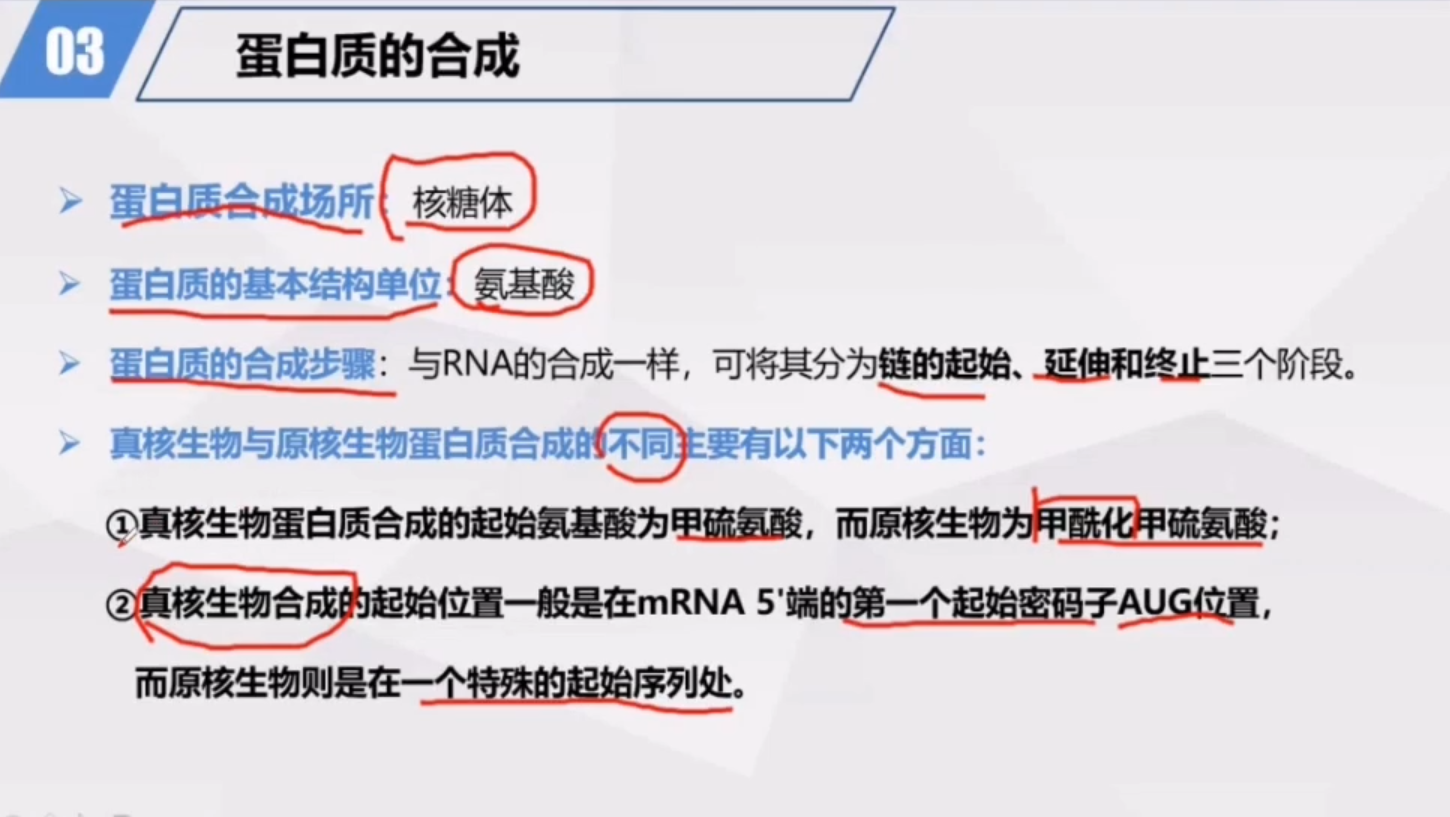 03
蛋白质的合成
蛋白质合成场所：核糖体
蛋白质的基本结构单位：氨基酸
蛋白质的合成步骤：与RNA的合成一样，可将其分为链的起始、延伸和终止三个阶段。
真核生物与原核生物蛋白质合成的不同主要有以下两个方面：
①真核生物蛋白质合成的起始氨基酸为甲硫氨酸，而原核生物为甲酰化甲硫氨酸；
②真核生物合成的起始位置一般是在mRNA 5'端的第一个起始密码子AUG位置，
而原核生物则是在一个特殊的起始序列处。